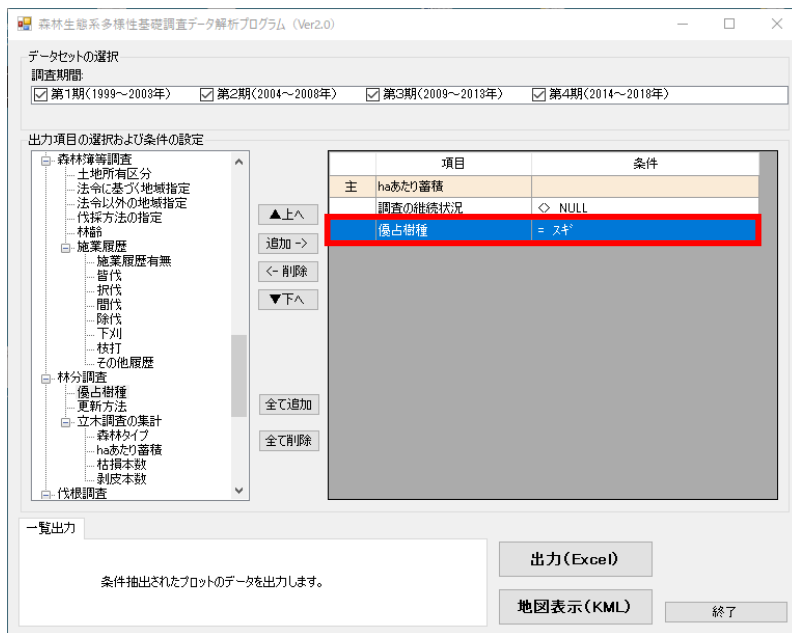 森林生態系多様性基礎調査データ解析プログラム (Ver2.0)
データセットの選択
調査期間:
第1期(1999～2003年) 第2期(2004～2008年) 第3期(2009～2013年) 第4期(2014～2018年)
出力項目の選択および条件の設定
森林簿等調査
土地所有区分
法令に基づく地域指定
法令以外の地域指定
伐採方法の指定
林齢
施業履歴
施業履歴有無
皆伐
択伐
間伐
除伐
下刈
枝打
その他履歴
林分調査
優占樹種
更新方法
立木調査の集計
森林タイプ
haあたり蓄積
枯損本数
剥皮本数
伐根調査
▲上へ
追加 ->
<- 削除
▼下へ
全て追加
全て削除
項目 条件
主 haあたり蓄積
調査の継続状況 <> NULL
優占樹種 = スギ
一覧出力
条件抽出されたプロットのデータを出力します。
出力(Excel)
地図表示(KML)
終了